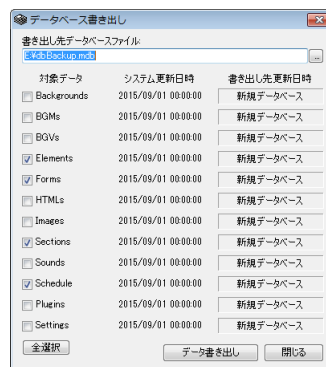 データベース書き出し
書き出し先データベースファイル:
E:¥dbBackup.mdb
...
対象データ システム更新日時 書き出し先更新日時
Backgrounds 2015/09/01 00:00:00 新規データベース
BGMs 2015/09/01 00:00:00 新規データベース
BGVs 2015/09/01 00:00:00 新規データベース
Elements 2015/09/01 00:00:00 新規データベース
Forms 2015/09/01 00:00:00 新規データベース
HTMLs 2015/09/01 00:00:00 新規データベース
Images 2015/09/01 00:00:00 新規データベース
Sections 2015/09/01 00:00:00 新規データベース
Sounds 2015/09/01 00:00:00 新規データベース
Schedule 2015/09/01 00:00:00 新規データベース
Plugins 2015/09/01 00:00:00 新規データベース
Settings 2015/09/01 00:00:00 新規データベース
全選択 データ書き出し 閉じる